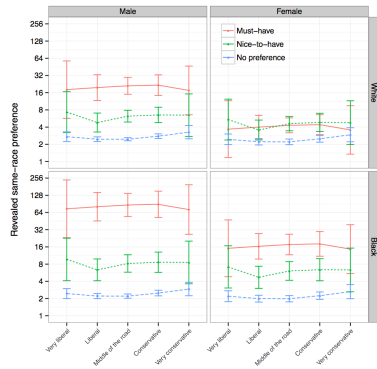 Male
Female
Must-have
Nice-to-have
No preference
256
128
64
32
16
8
4
2
1
White
256
128
64
32
16
8
4
2
1
Black
Revealed same-race preference
Very liberal
Liberal
Middle of the road
Conservative
Very conservative
Very liberal
Liberal
Middle of the road
Conservative
Very conservative